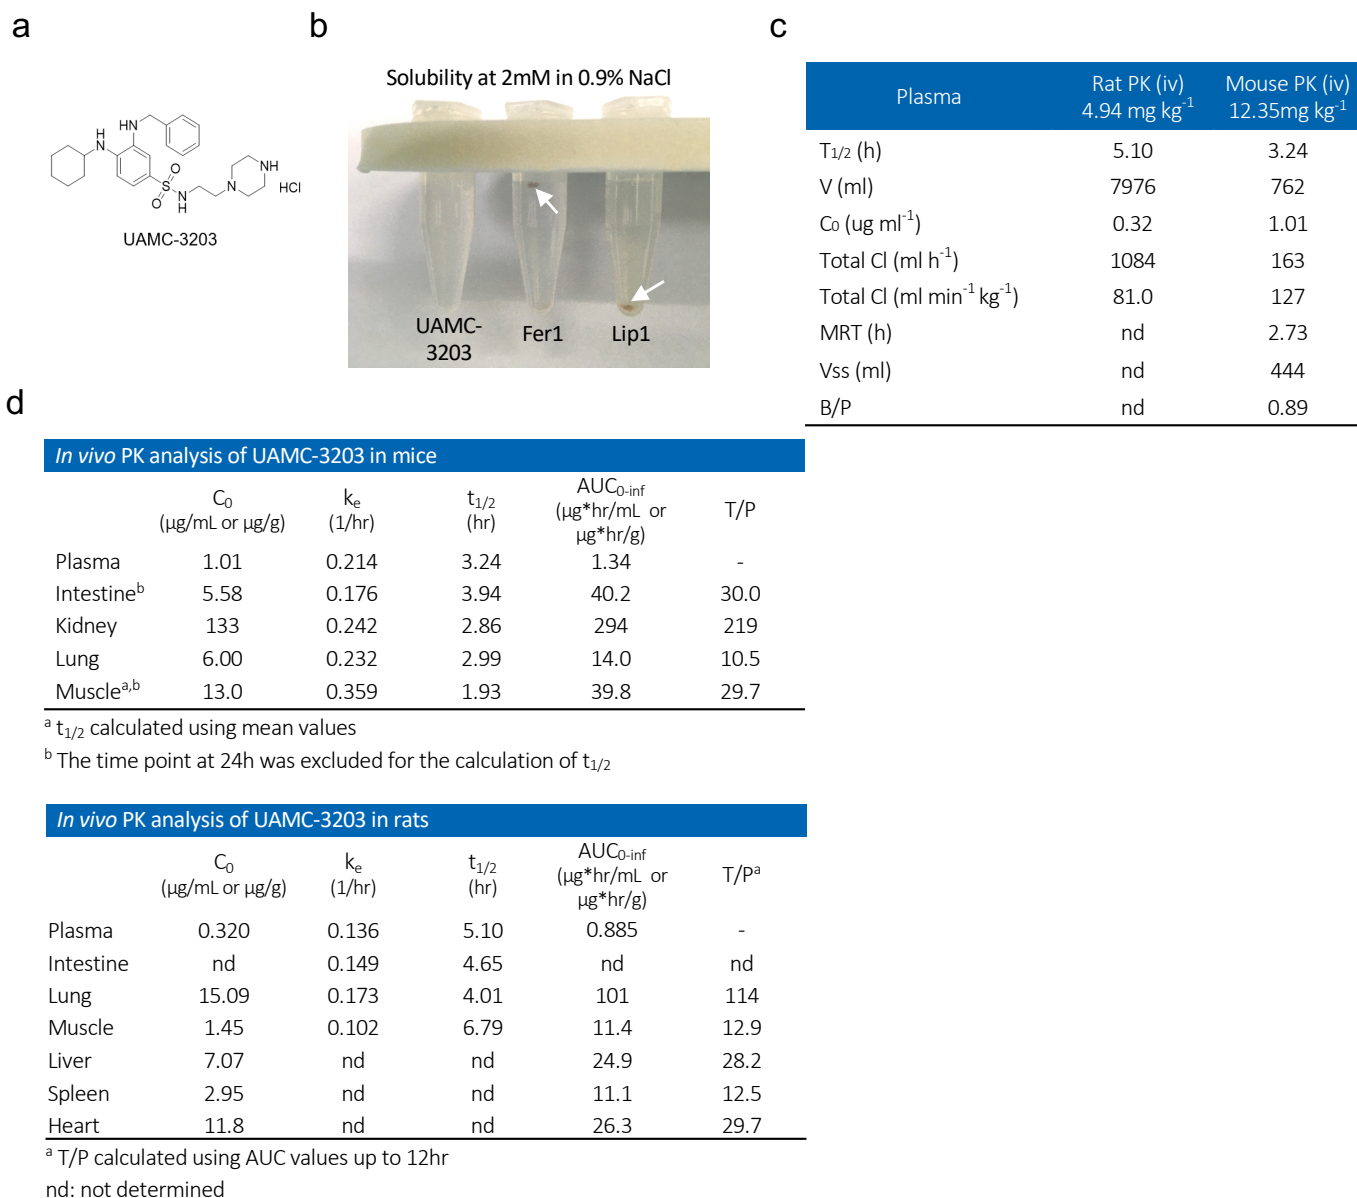 a
b
c
H
N
HN
O
S
O
N
H
N
NH
HCl
UAMC-3203
Solubility at 2mM in 0.9% NaCl
UAMC-
3203
Fer1
Lip1
Plasma
Rat PK (iv)
4.94 mg kg-1
Mouse PK (iv)
12.35mg kg-1
T1/2 (h) 5.10 3.24
V (ml) 7976 762
C0 (ug ml-1) 0.32 1.01
Total Cl (ml h-1) 1084 163
Total Cl (ml min-1 kg-1) 81.0 127
MRT (h) nd 2.73
Vss (ml) nd 444
B/P nd 0.89
d
In vivo PK analysis of UAMC-3203 in mice
C0
(µg/mL or µg/g)
ke
(1/hr)
t1/2
(hr)
AUC0-inf
(µg*hr/mL or
µg*hr/g)
T/P
Plasma 1.01 0.214 3.24 1.34 -
Intestineb 5.58 0.176 3.94 40.2 30.0
Kidney 133 0.242 2.86 294 219
Lung 6.00 0.232 2.99 14.0 10.5
Musclea,b 13.0 0.359 1.93 39.8 29.7
a t1/2 calculated using mean values
b The time point at 24h was excluded for the calculation of t1/2
In vivo PK analysis of UAMC-3203 in rats
C0
(µg/mL or µg/g)
ke
(1/hr)
t1/2
(hr)
AUC0-inf
(µg*hr/mL or
µg*hr/g)
T/Pa
Plasma 0.320 0.136 5.10 0.885 -
Intestine nd 0.149 4.65 nd nd
Lung 15.09 0.173 4.01 101 114
Muscle 1.45 0.102 6.79 11.4 12.9
Liver 7.07 nd nd 24.9 28.2
Spleen 2.95 nd nd 11.1 12.5
Heart 11.8 nd nd 26.3 29.7
a T/P calculated using AUC values up to 12hr
nd: not determined